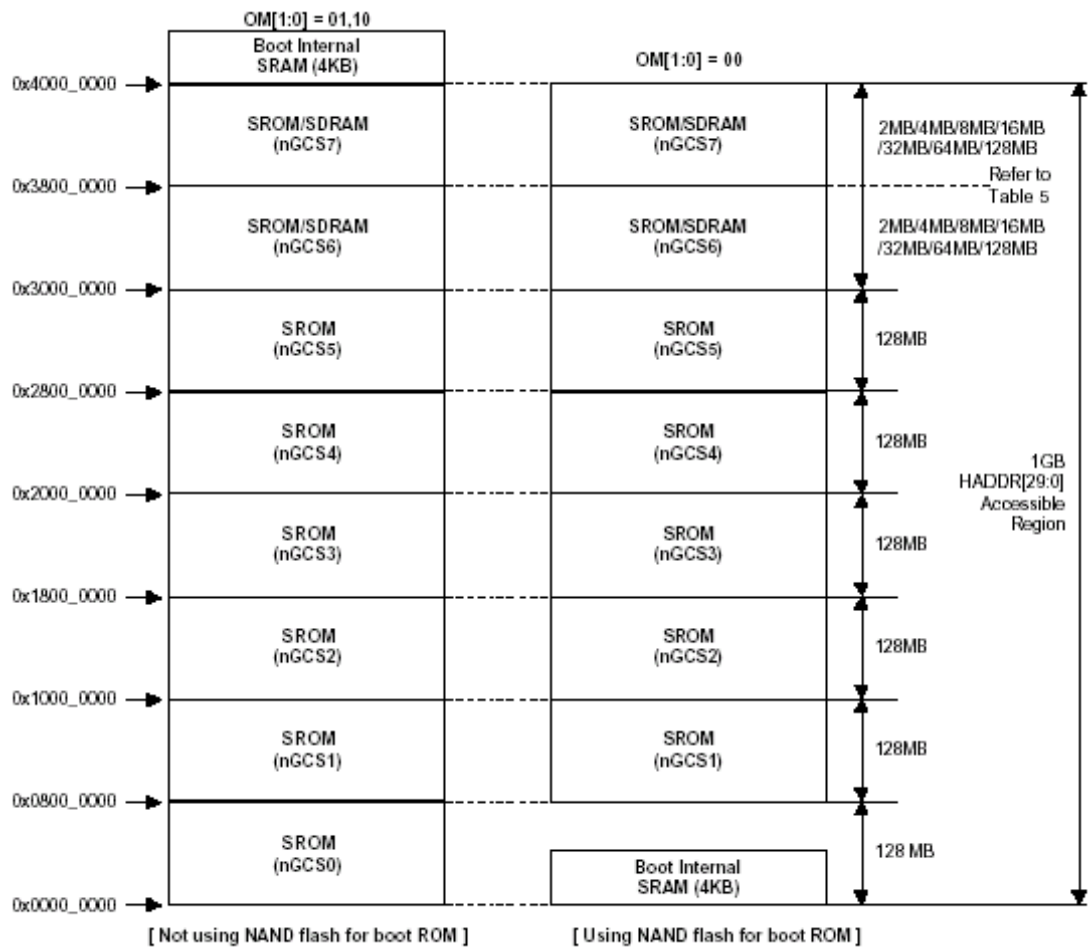 OM[1:0] = 01,10
Boot Internal
SRAM (4KB)
OM[1:0] = 00
0x4000_0000
SROM/SDRAM
(nGCS7)
SROM/SDRAM
(nGCS7)
2MB/4MB/8MB/16MB
/32MB/64MB/128MB
Refer to
Table 5
0x3800_0000
SROM/SDRAM
(nGCS6)
SROM/SDRAM
(nGCS6)
2MB/4MB/8MB/16MB
/32MB/64MB/128MB
0x3000_0000
SROM
(nGCS5)
SROM
(nGCS5)
128MB
0x2800_0000
SROM
(nGCS4)
SROM
(nGCS4)
128MB
1GB
HADDR[29:0]
Accessible
Region
0x2000_0000
SROM
(nGCS3)
SROM
(nGCS3)
128MB
0x1800_0000
SROM
(nGCS2)
SROM
(nGCS2)
128MB
0x1000_0000
SROM
(nGCS1)
SROM
(nGCS1)
128MB
0x0800_0000
SROM
(nGCS0)
Boot Internal
SRAM (4KB)
128 MB
0x0000_0000
[ Not using NAND flash for boot ROM ]
[ Using NAND flash for boot ROM ]